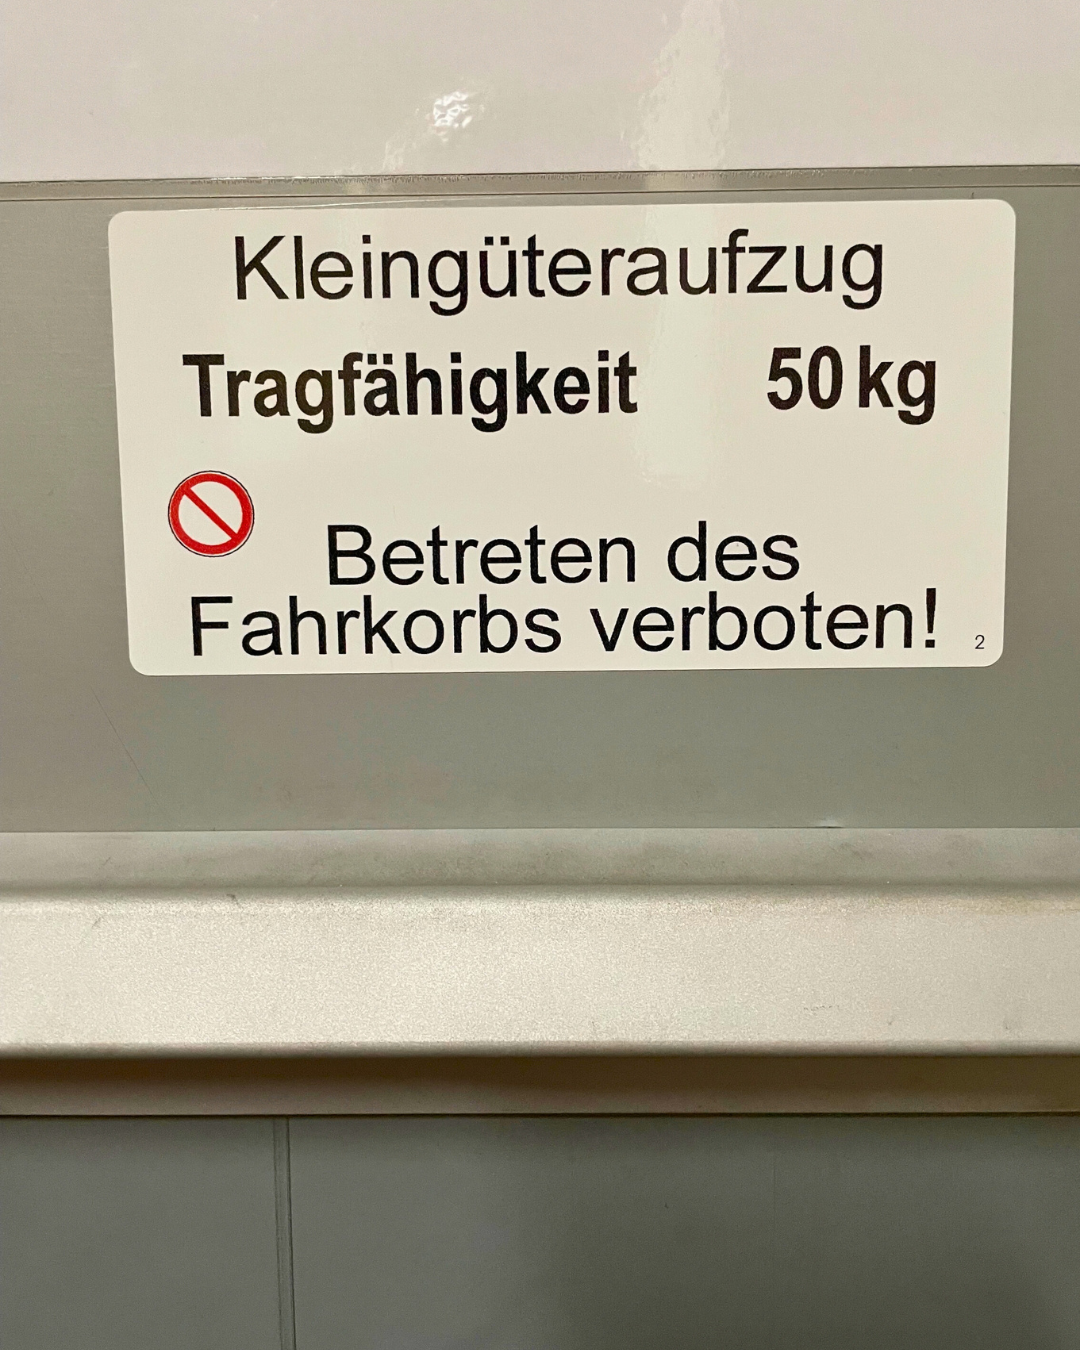 Kleingüteraufzug
Tragfähigkeit 50 kg
Betreten des
Fahrkorbs verboten!
2